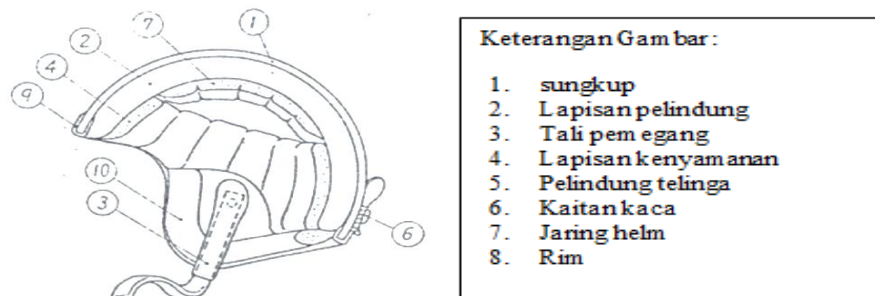 1
7
2
4
9
10
3
6
Keterangan Gambar:
1. sungkup
2. Lapisan pelindung
3. Tali pemegang
4. Lapisan kenyamanan
5. Pelindung telinga
6. Kaitan kaca
7. Jaring helm
8. Rim